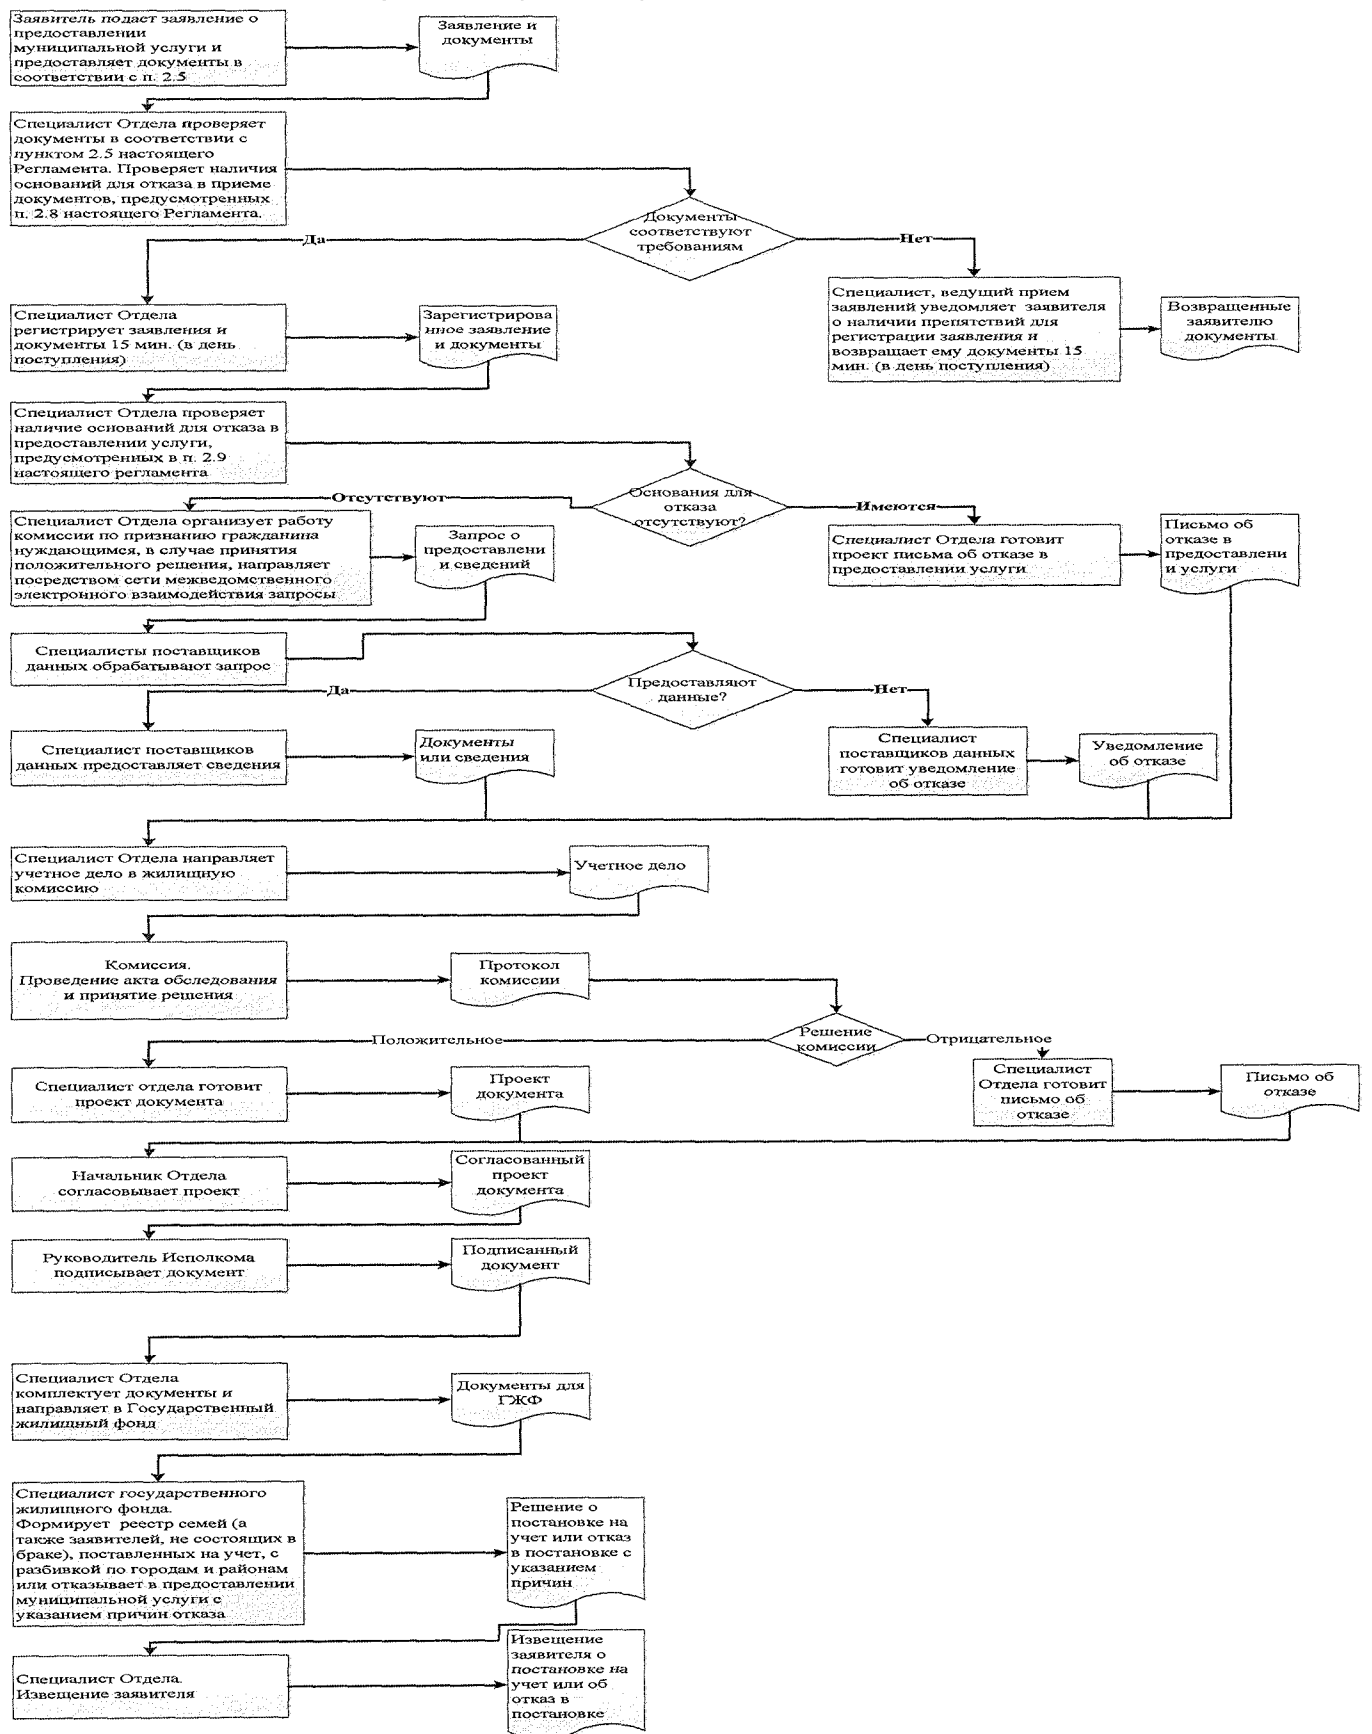 Заявитель подает заявление о
предоставлении
муниципальной услуги и
предоставляет документы в
соответствии с п. 2.5
Заявление и
документы
Специалист Отдела проверяет
документы в соответствии с
пунктом 2.5 настоящего
Регламента. Проверяет наличия
оснований для отказа в приеме
документов, предусмотренных
п. 2.8 настоящего Регламента.
Документы
соответствуют
требованиям
Да
Нет
Специалист Отдела
регистрирует заявления и
документы 15 мин. (в день
поступления)
Зарегистрирова
нное заявление
и документы
Специалист, ведущий прием
заявлений уведомляет заявителя
о наличии препятствий для
регистрации заявления и
возвращает ему документы 15
мин. (в день поступления)
Возвращенные
заявителю
документы
Специалист Отдела проверяет
наличие оснований для отказа в
предоставлении услуги,
предусмотренных в п. 2.9
настоящего регламента
Основания для
отказа
отсутствуют?
Отсутствуют
Имеются
Специалист Отдела организует работу
комиссии по признанию гражданина
нуждающимся, в случае принятия
положительного решения, направляет
посредством сети межведомственного
электронного взаимодействия запросы
Запрос о
предоставлени
и сведений
Специалист Отдела готовит
проект письма об отказе в
предоставлении услуги
Письмо об
отказе в
предоставлени
и услуги
Специалисты поставщиков
данных обрабатывают запрос
Предоставляют
данные?
Да
Нет
Специалист поставщиков
данных предоставляет сведения
Документы
или сведения
Специалист
поставщиков данных
готовит уведомление
об отказе
Уведомление
об отказе
Специалист Отдела направляет
учетное дело в жилищную
комиссию
Учетное дело
Комиссия.
Проведение акта обследования
и принятие решения
Протокол
комиссии
Решение
комиссии
Положительное
Отрицательное
Специалист отдела готовит
проект документа
Проект
документа
Специалист
Отдела готовит
письмо об
отказе
Письмо об
отказе
Начальник Отдела
согласовывает проект
Согласованный
проект
документа
Руководитель Исполкома
подписывает документ
Подписанный
документ
Специалист Отдела
комплектует документы и
направляет в Государственный
жилищный фонд
Документы для
ГЖФ
Специалист государственного
жилищного фонда.
Формирует реестр семей (а
также заявителей, не состоящих в
браке), поставленных на учет, с
разбивкой по городам и районам
или отказывает в предоставлении
муниципальной услуги с
указанием причин отказа
Решение о
постановке на
учет или отказ
в постановке с
указанием
причин
Специалист Отдела.
Извещение заявителя
Извещение
заявителя о
постановке на
учет или об
отказ в
постановке